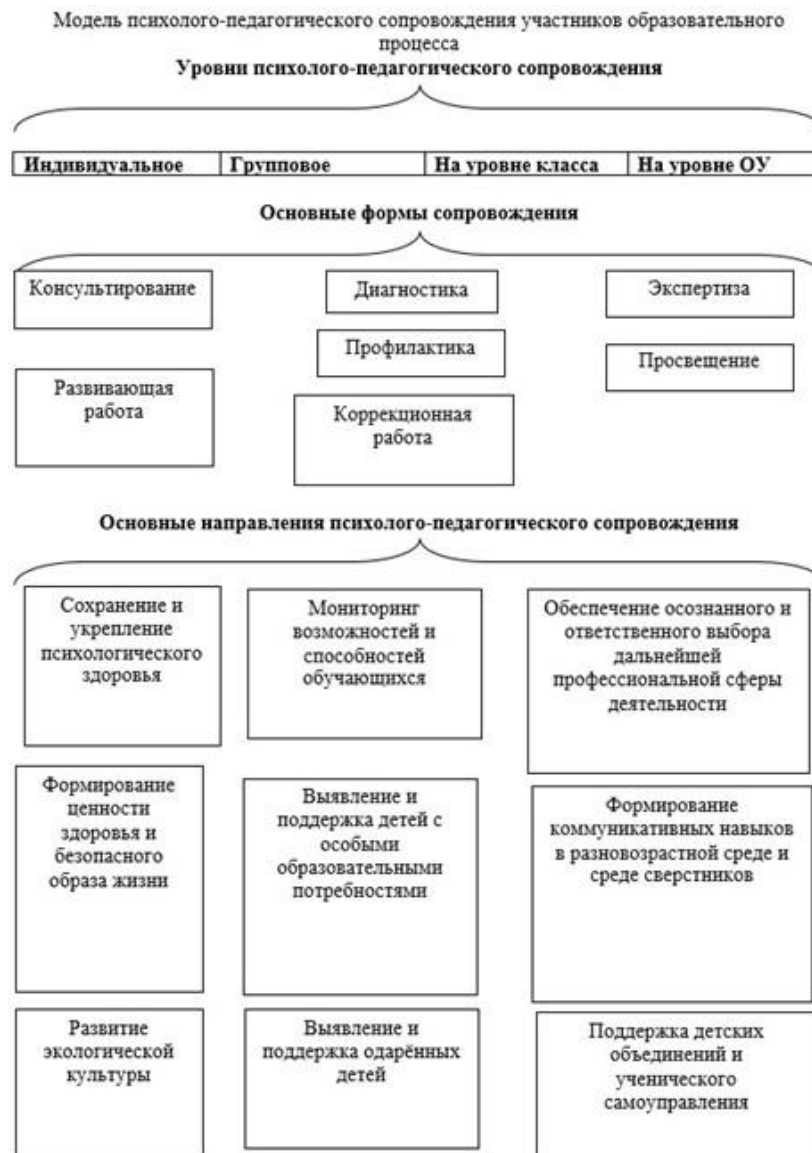 Модель психолого-педагогического сопровождения участников образовательного
процесса
Уровни психолого-педагогического сопровождения
Индивидуальное Групповое На уровне класса На уровне ОУ
Основные формы сопровождения
Консультирование
Диагностика
Экспертиза
Профилактика
Просвещение
Развивающая
работа
Коррекционная
работа
Основные направления психолого-педагогического сопровождения
Сохранение и
укрепление
психологического
здоровья
Мониторинг
возможностей и
способностей
обучающихся
Обеспечение осознанного и
ответственного выбора
дальнейшей
профессиональной сферы
деятельности
Формирование
ценности
здоровья и
безопасного
образа жизни
Выявление и
поддержка детей с
особыми
образовательными
потребностями
Формирование
коммуникативных навыков
в разновозрастной среде и
среде сверстников
Развитие
экологической
культуры
Выявление и
поддержка одарённых
детей
Поддержка детских
объединений и
ученического
самоуправления